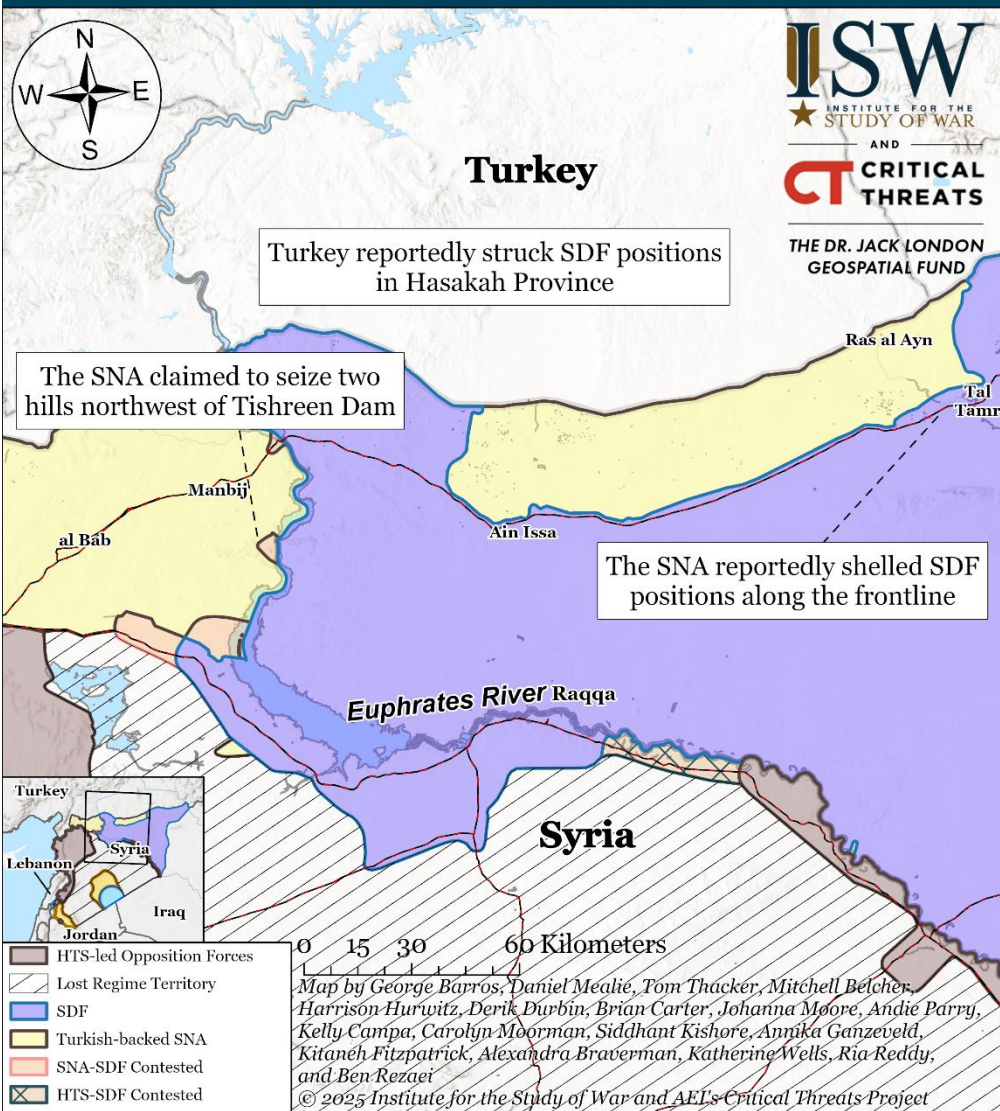 N
W
E
S
ISW
INSTITUTE FOR THE
STUDY OF WAR
AND
CT CRITICAL
THREATS
THE DR. JACK LONDON
GEOSPATIAL FUND
Turkey
Turkey reportedly struck SDF positions
in Hasakah Province
Ras al Ayn
The SNA claimed to seize two
hills northwest of Tishreen Dam
Tal
Tamr
Manbij
al Bab
Ain Issa
The SNA reportedly shelled SDF
positions along the frontline
Euphrates River
Raqqa
Syria
Turkey
Syria
Lebanon
Iraq
Jordan
HTS-led Opposition Forces
Lost Regime Territory
SDF
Turkish-backed SNA
SNA-SDF Contested
HTS-SDF Contested
0 15 30 60 Kilometers
Map by George Barros, Daniel Mealie, Tom Thacker, Mitchell Belcher,
Harrison Hurwitz, Derik Durbin, Brian Carter, Johanna Moore, Andie Parry,
Kelly Campa, Carolyn Moorman, Siddhant Kishore, Annika Ganzeveld,
Kitaneh Fitzpatrick, Alexandra Braverman, Katherine Wells, Ria Reddy,
and Ben Rezaei
© 2025 Institute for the Study of War and AEI's Critical Threats Project